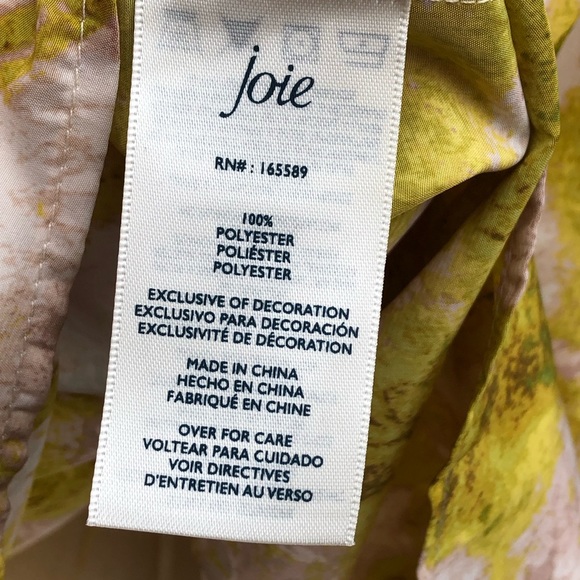 joie
RN#: 165589
100%
POLYESTER
POLIÉSTER
POLYESTER
EXCLUSIVE OF DECORATION
EXCLUSIVO PARA DECORACIÓN
EXCLUSIVITÉ DE DÉCORATION
MADE IN CHINA
HECHO EN CHINA
FABRIQUÉ EN CHINE
OVER FOR CARE
VOLTEAR PARA CUIDADO
VOIR DIRECTIVES
D'ENTRETIEN AU VERSO